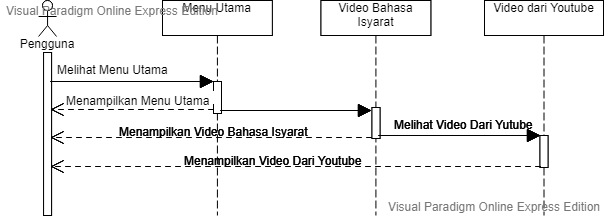 Visual Paradigm Online Express Edition
Menu Utama
Video Bahasa
Isyarat
Video dari Youtube
Pengguna
Melihat Menu Utama
Menampilkan Menu Utama
Menampilkan Video Bahasa Isyarat
Melihat Video Dari Yutube
Menampilkan Video Dari Youtube
Visual Paradigm Online Express Edition